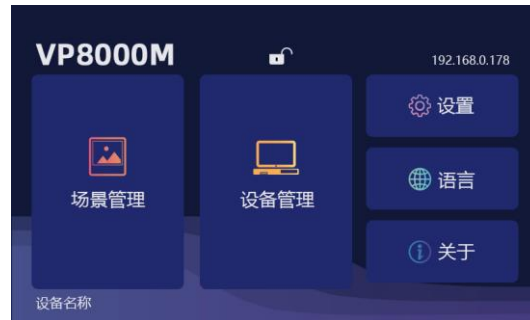 VP8000M
192.168.0.178
场景管理
设备管理
设置
语言
关于
设备名称